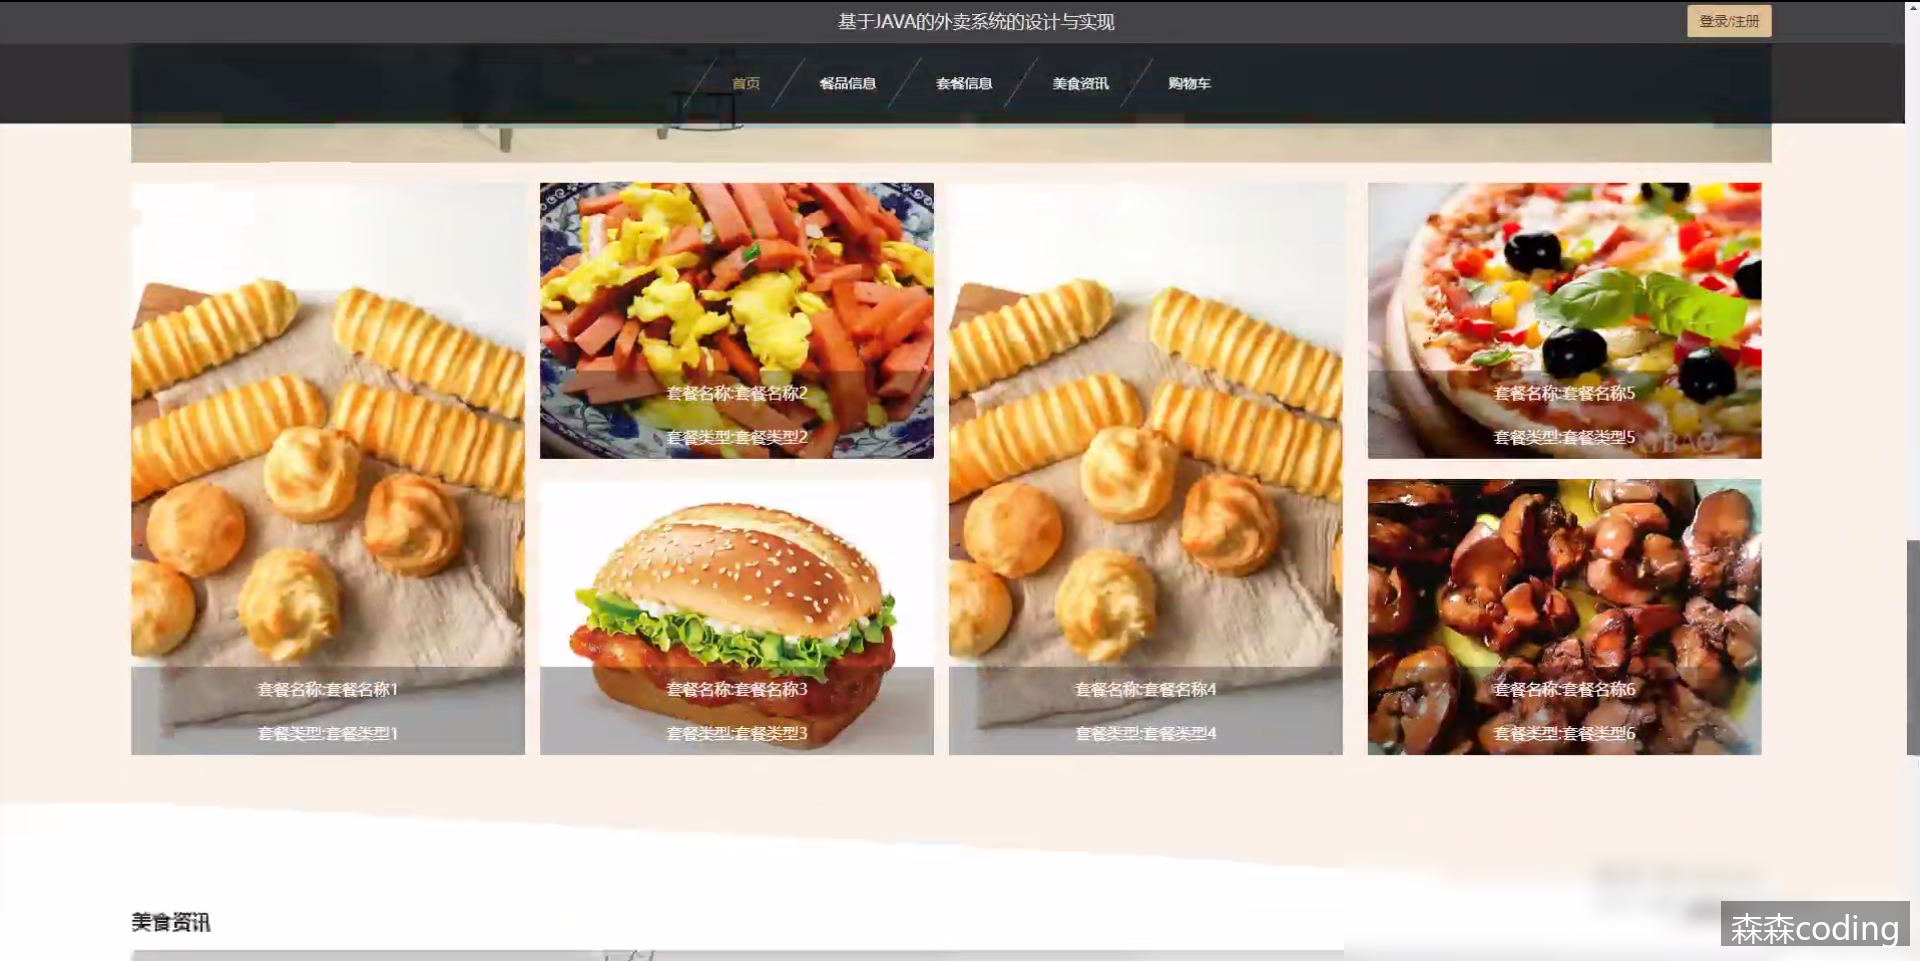 基于JAVA的外卖系统的设计与实现
登录/注册
首页
餐品信息
套餐信息
美食资讯
购物车
套餐名称:套餐名称2
套餐类型:套餐类型2
套餐名称:套餐名称5
套餐类型:套餐类型5
套餐名称:套餐名称1
套餐类型:套餐类型1
套餐名称:套餐名称3
套餐类型:套餐类型3
套餐名称:套餐名称4
套餐类型:套餐类型4
套餐名称:套餐名称6
套餐类型:套餐类型6
美食资讯
森森coding